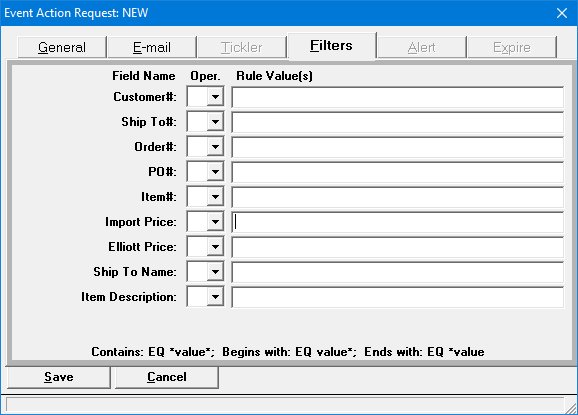 Event Action Request: NEW
General E-mail Tickler Filters Alert Expire
Field Name Oper. Rule Value(s)
Customer#:
Ship To#:
Order#:
PO#:
Item#:
Import Price:
Elliott Price:
Ship To Name:
Item Description:
Contains: EQ *value*; Begins with: EQ value*; Ends with: EQ *value
Save Cancel